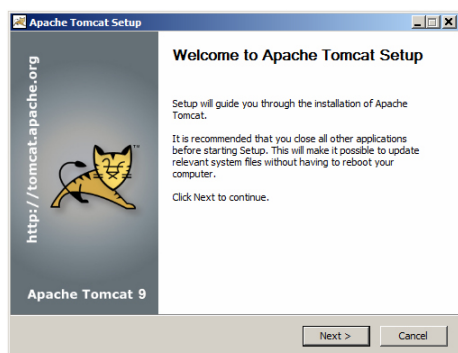 Apache Tomcat Setup
http://tomcat.apache.org
Apache Tomcat 9
Welcome to Apache Tomcat Setup
Setup will guide you through the installation of Apache
Tomcat.
It is recommended that you close all other applications
before starting Setup. This will make it possible to update
relevant system files without having to reboot your
computer.
Click Next to continue.
Next >
Cancel